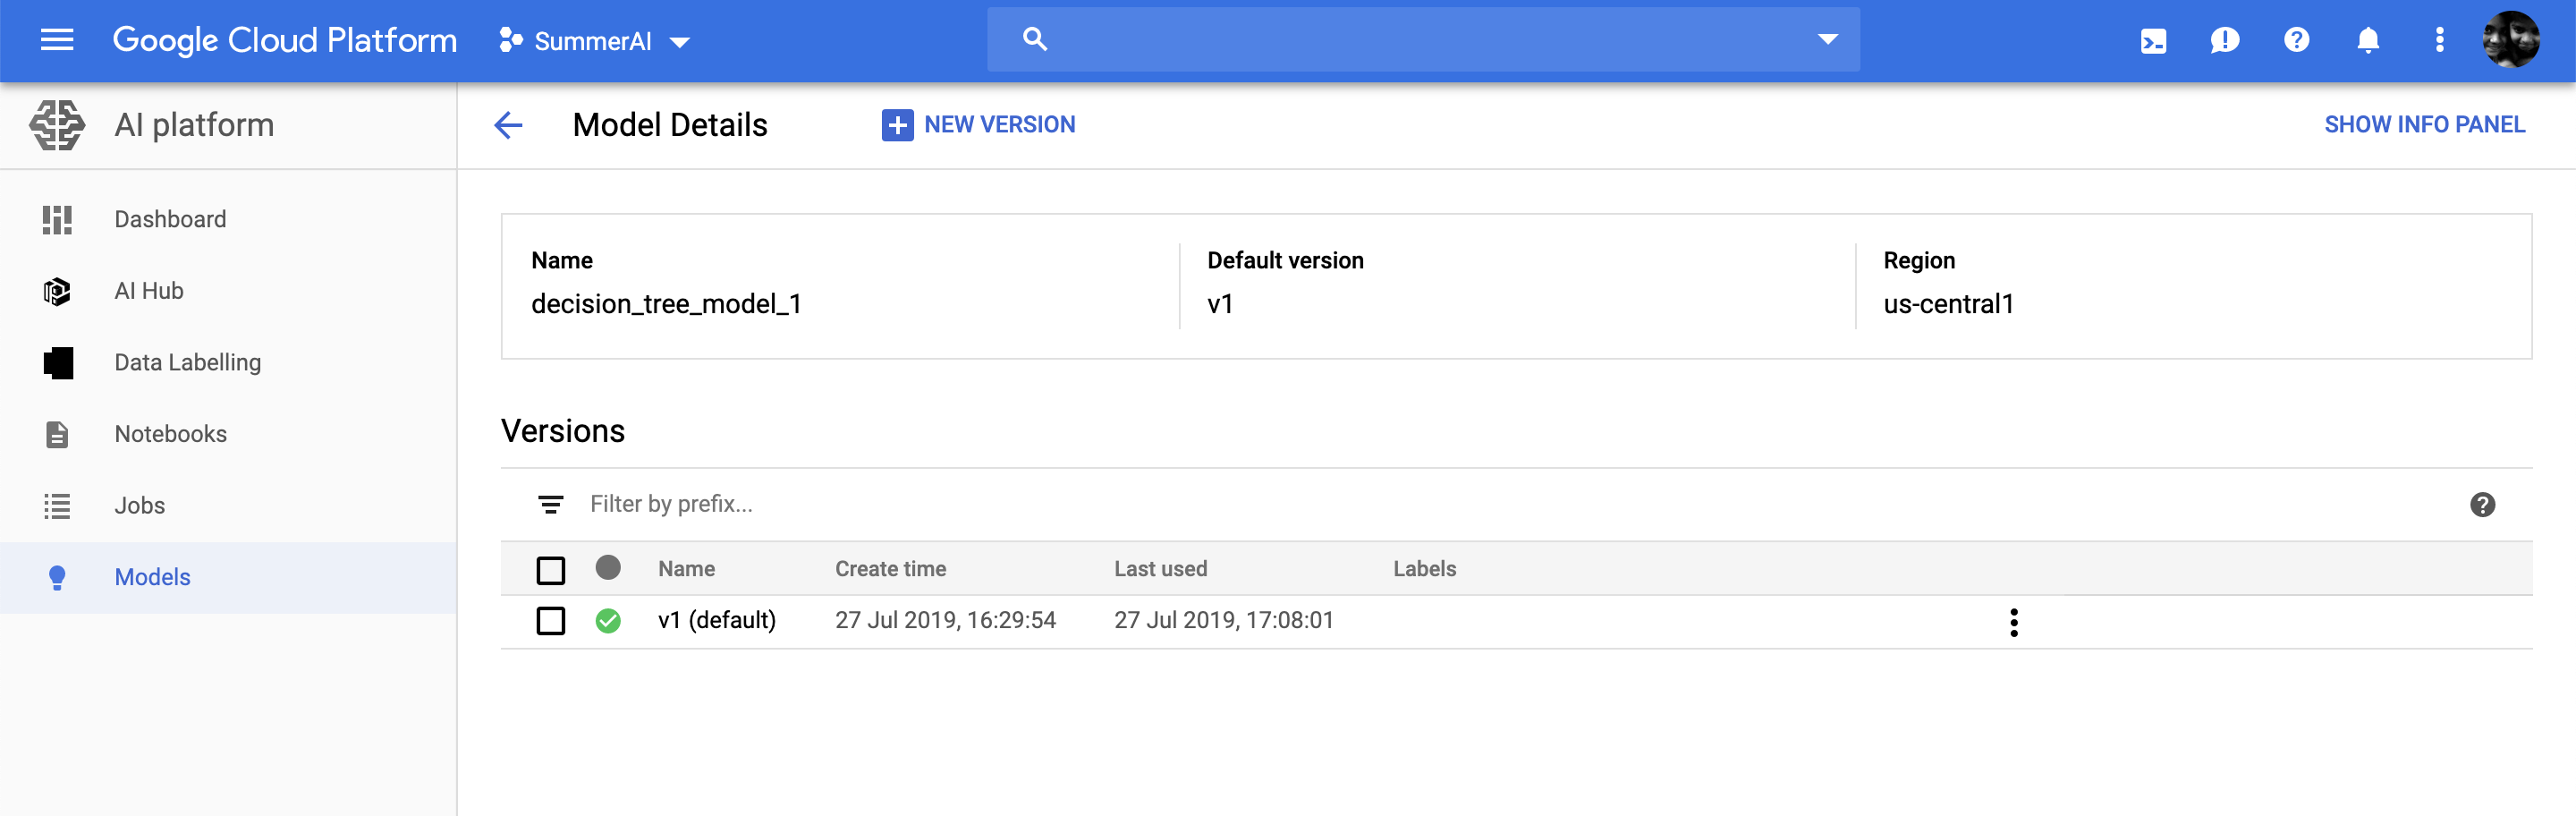 Google Cloud Platform SummerAI
AI platform
Model Details NEW VERSION SHOW INFO PANEL
Dashboard
AI Hub
Data Labelling
Notebooks
Jobs
Models
Name Default version Region
decision_tree_model_1 v1 us-central1
Versions
Filter by prefix...
Name Create time Last used Labels
v1 (default) 27 Jul 2019, 16:29:54 27 Jul 2019, 17:08:01